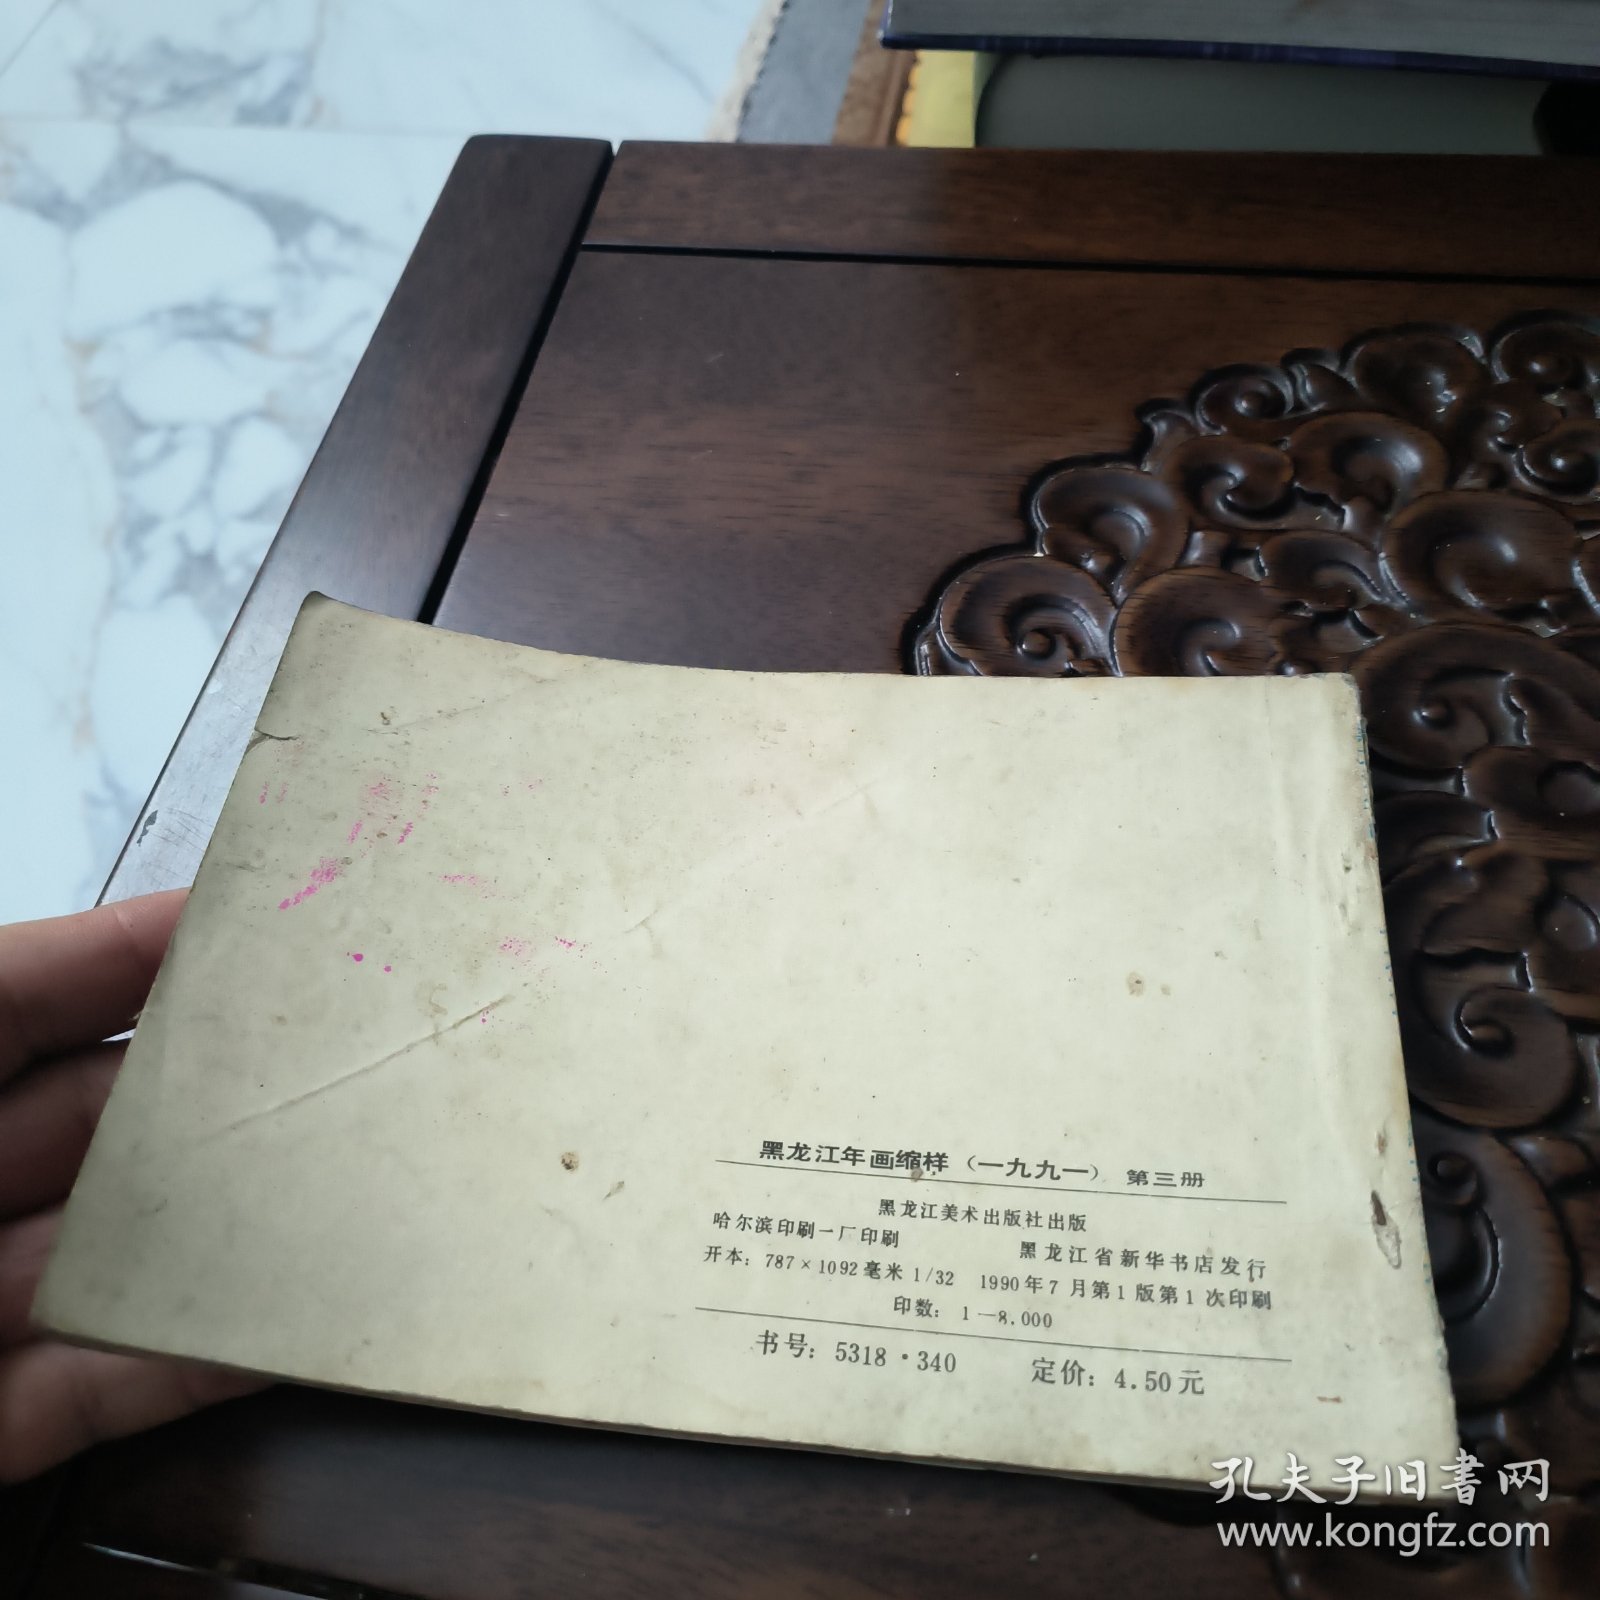 黑龙江年画缩样（一九九一）第三册
黑龙江美术出版社出版
哈尔滨印刷一厂印刷 黑龙江省新华书店发行
开本：787×1092毫米 1/32 1990年7月第1版第1次印刷
印数：1—8.000
书号：5318·340 定价：4.50元
孔夫子旧書网
www.kongfz.com